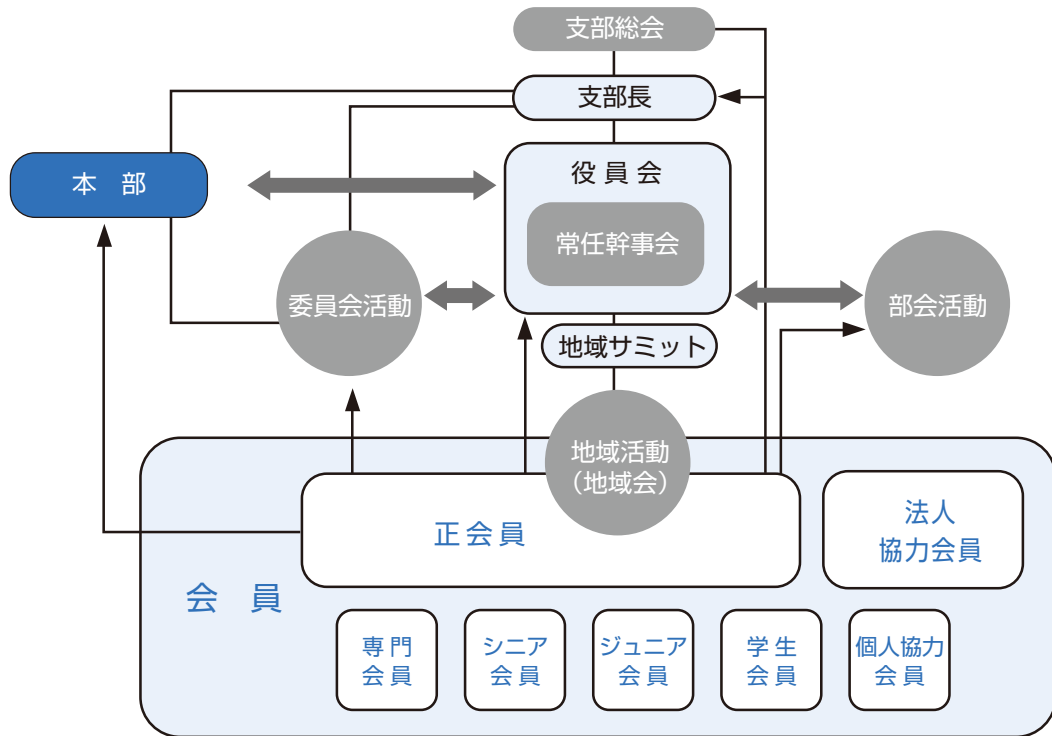 支部総会
支部長
本 部
役員会
常任幹事会
委員会活動
部会活動
地域サミット
地域活動
（地域会）
正会員
法人
協力会員
会 員
専門
会員
シニア
会員
ジュニア
会員
学生
会員
個人協力
会員